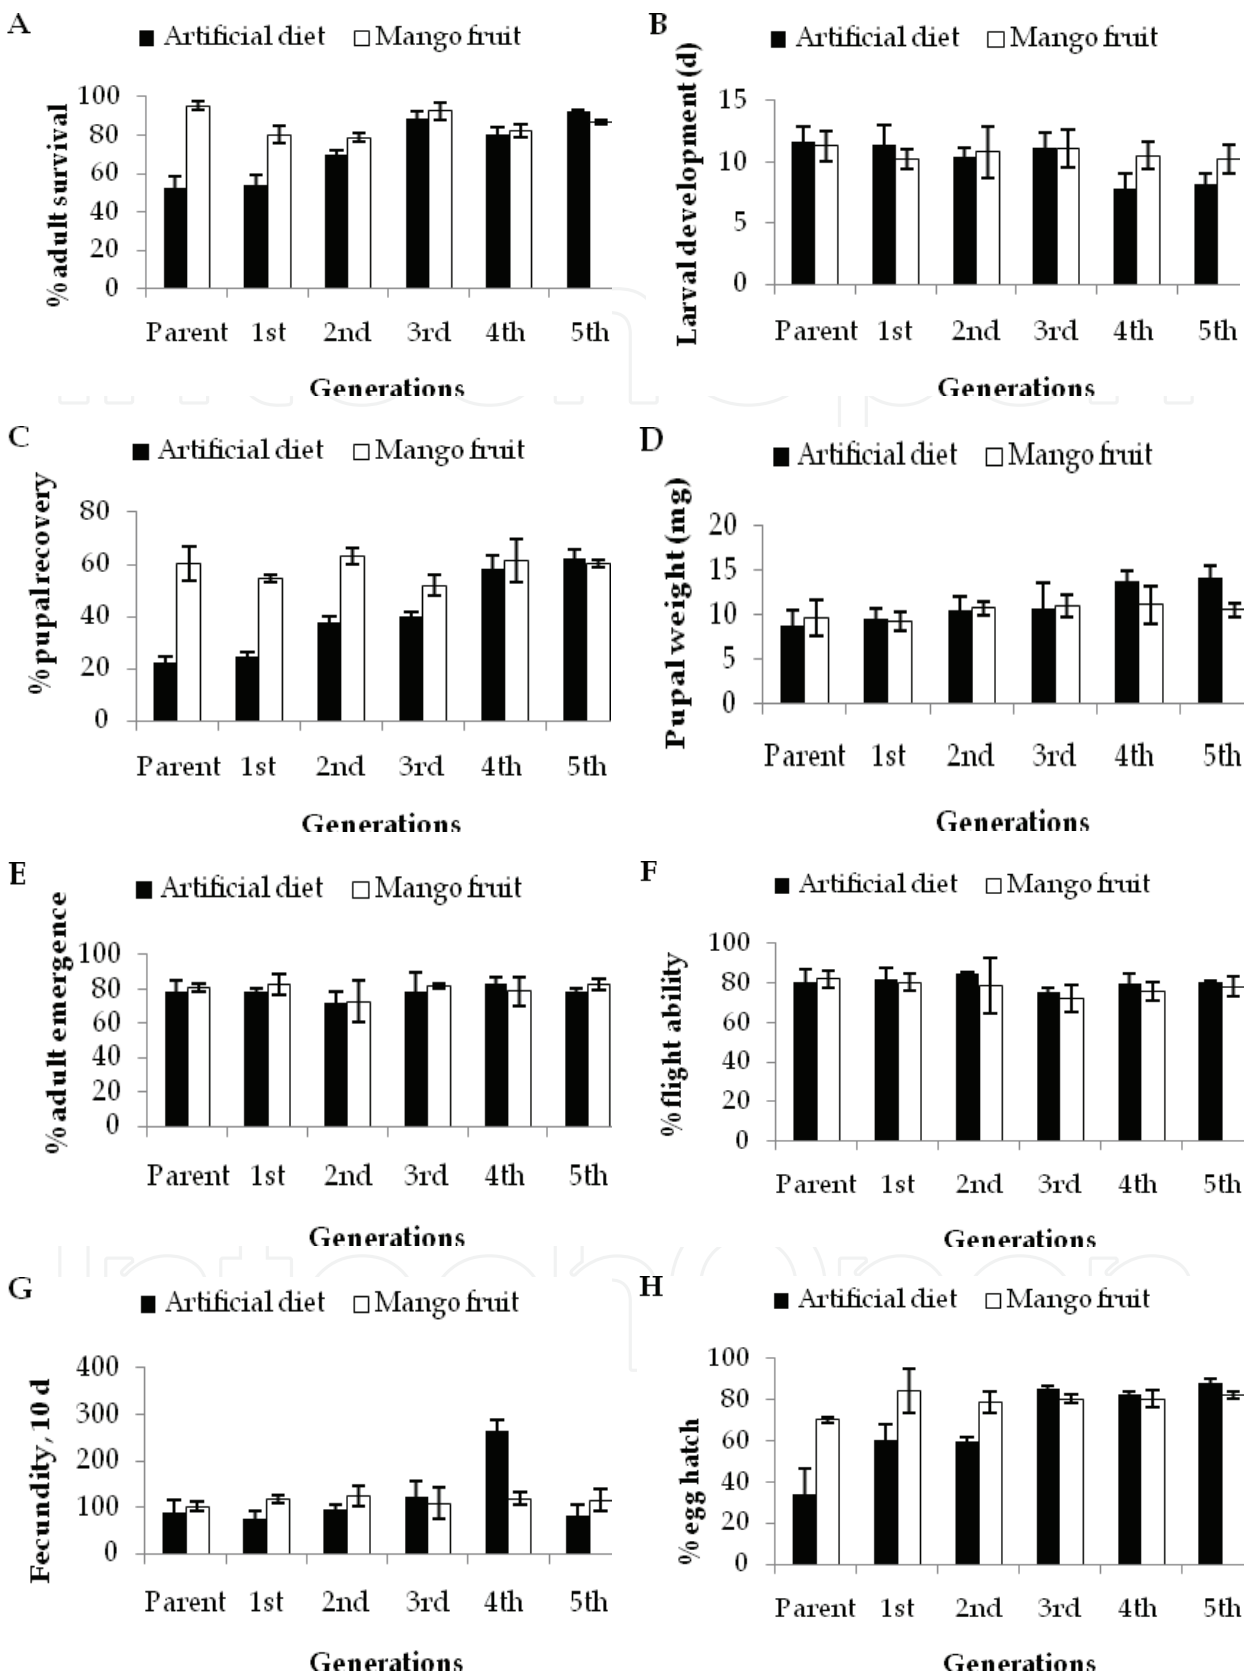 A
Artificial diet Mango fruit
% adult survival
100
80
60
40
20
0
Parent 1st 2nd 3rd 4th 5th
Generations
B
Artificial diet Mango fruit
Larval development (d)
15
10
5
0
Parent 1st 2nd 3rd 4th 5th
Generations
C
Artificial diet Mango fruit
% pupal recovery
80
60
40
20
0
Parent 1st 2nd 3rd 4th 5th
Generations
D
Artificial diet Mango fruit
Pupal weight (mg)
20
15
10
5
0
Parent 1st 2nd 3rd 4th 5th
Generations
E
Artificial diet Mango fruit
% adult emergence
100
80
60
40
20
0
Parent 1st 2nd 3rd 4th 5th
Generations
F
Artificial diet Mango fruit
% flight ability
100
80
60
40
20
0
Parent 1st 2nd 3rd 4th 5th
Generations
G
Artificial diet Mango fruit
Fecundity, 10 d
400
300
200
100
0
Parent 1st 2nd 3rd 4th 5th
Generations
H
Artificial diet Mango fruit
% egg hatch
100
80
60
40
20
0
Parent 1st 2nd 3rd 4th 5th
Generations